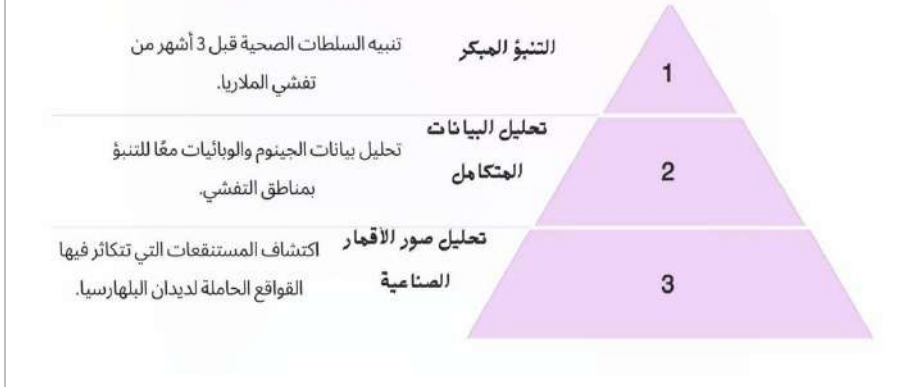 التنبؤ المبكر
تنبيه السلطات الصحية قبل 3 أشهر من
تفشي الملاريا.
1
تحليل البيانات
المتكامل
تحليل بيانات الجينوم والوبائيات معًا للتنبؤ
بمناطق التفشي.
2
تحليل صور الأقمار
الصناعية
اكتشاف المستنقعات التي تتكاثر فيها
القواقع الحاملة لديدان البلهارسيا.
3